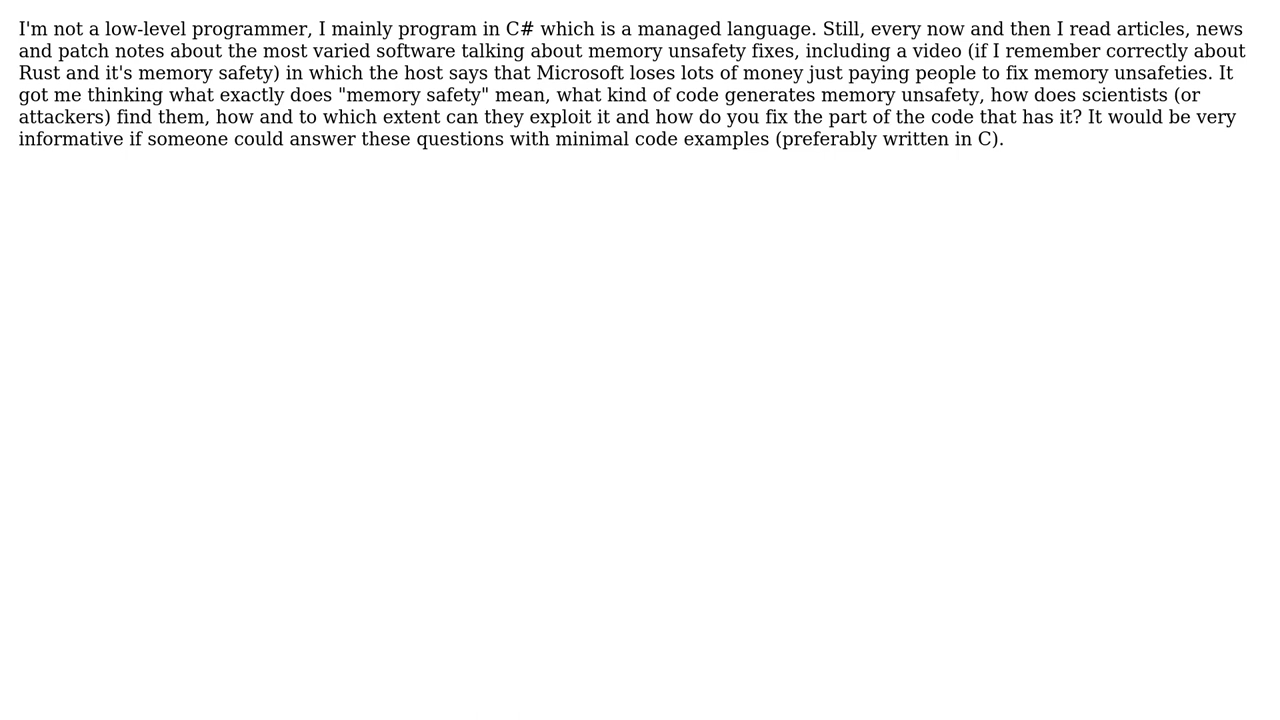 I'm not a low-level programmer, I mainly program in C# which is a managed language. Still, every now and then I read articles, news
and patch notes about the most varied software talking about memory unsafety fixes, including a video (if I remember correctly about
Rust and it's memory safety) in which the host says that Microsoft loses lots of money just paying people to fix memory unsafeties. It
got me thinking what exactly does "memory safety" mean, what kind of code generates memory unsafety, how does scientists (or
attackers) find them, how and to which extent can they exploit it and how do you fix the part of the code that has it? It would be very
informative if someone could answer these questions with minimal code examples (preferably written in C).